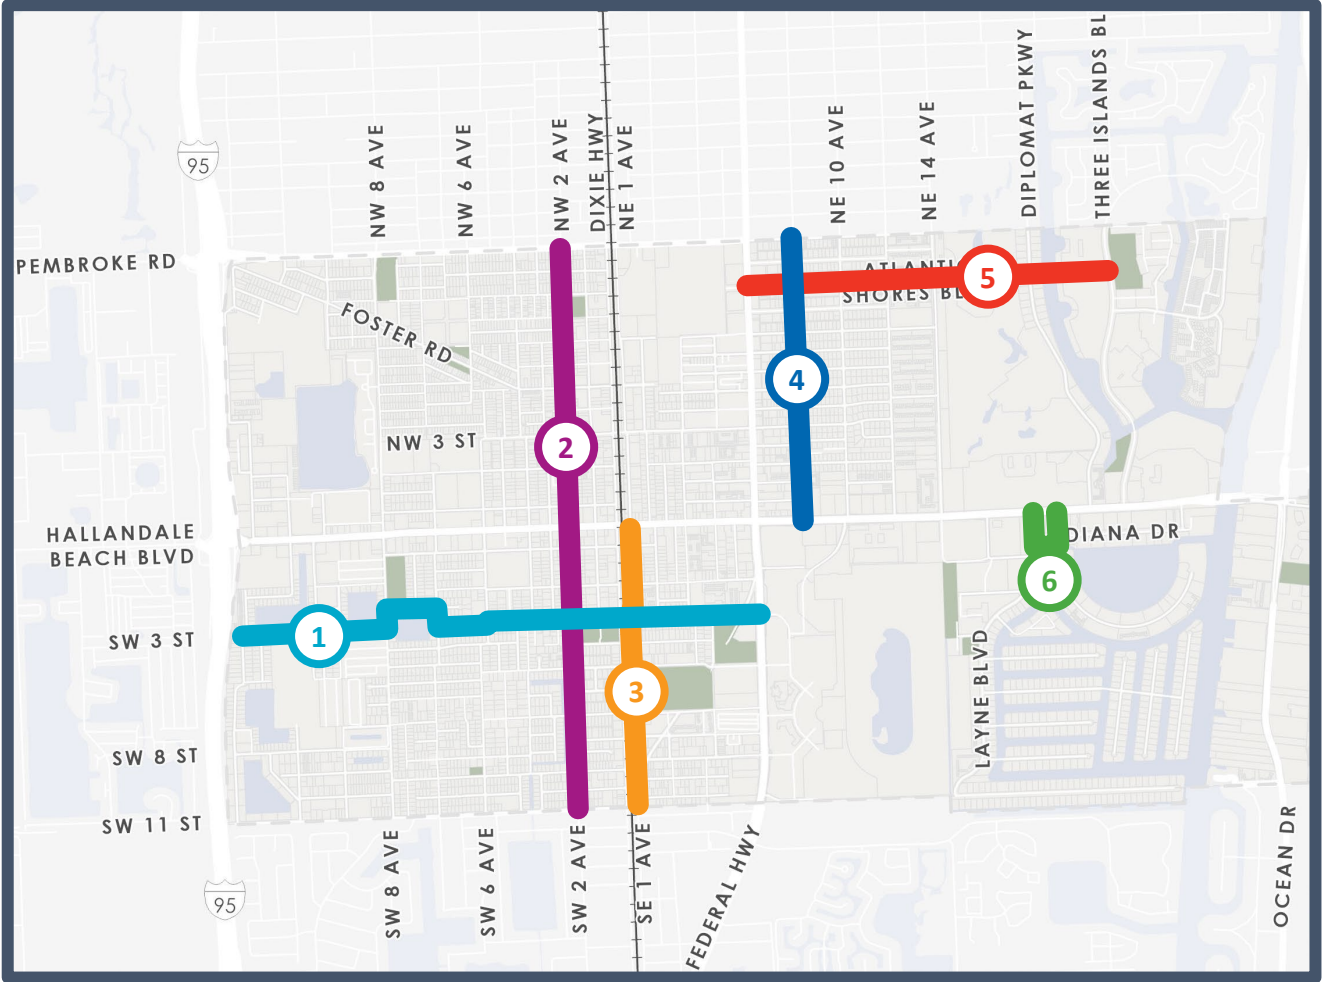 DIPLOMAT PKWY
THREE ISLANDS BL
NW 8 AVE
NW 6 AVE
NW 2 AVE
DIXIE HWY
NE 1 AVE
NE 10 AVE
NE 14 AVE
95
PEMBROKE RD
5
SHORES BL
FOSTER RD
4
NW 3 ST
2
HALLANDALE
BEACH BLVD
DIANA DR
6
SW 3 ST
1
3
LAYNE BLVD
SW 8 ST
SW 11 ST
SW 8 AVE
SW 6 AVE
SW 2 AVE
SE 1 AVE
FEDERAL HWY
OCEAN DR
95